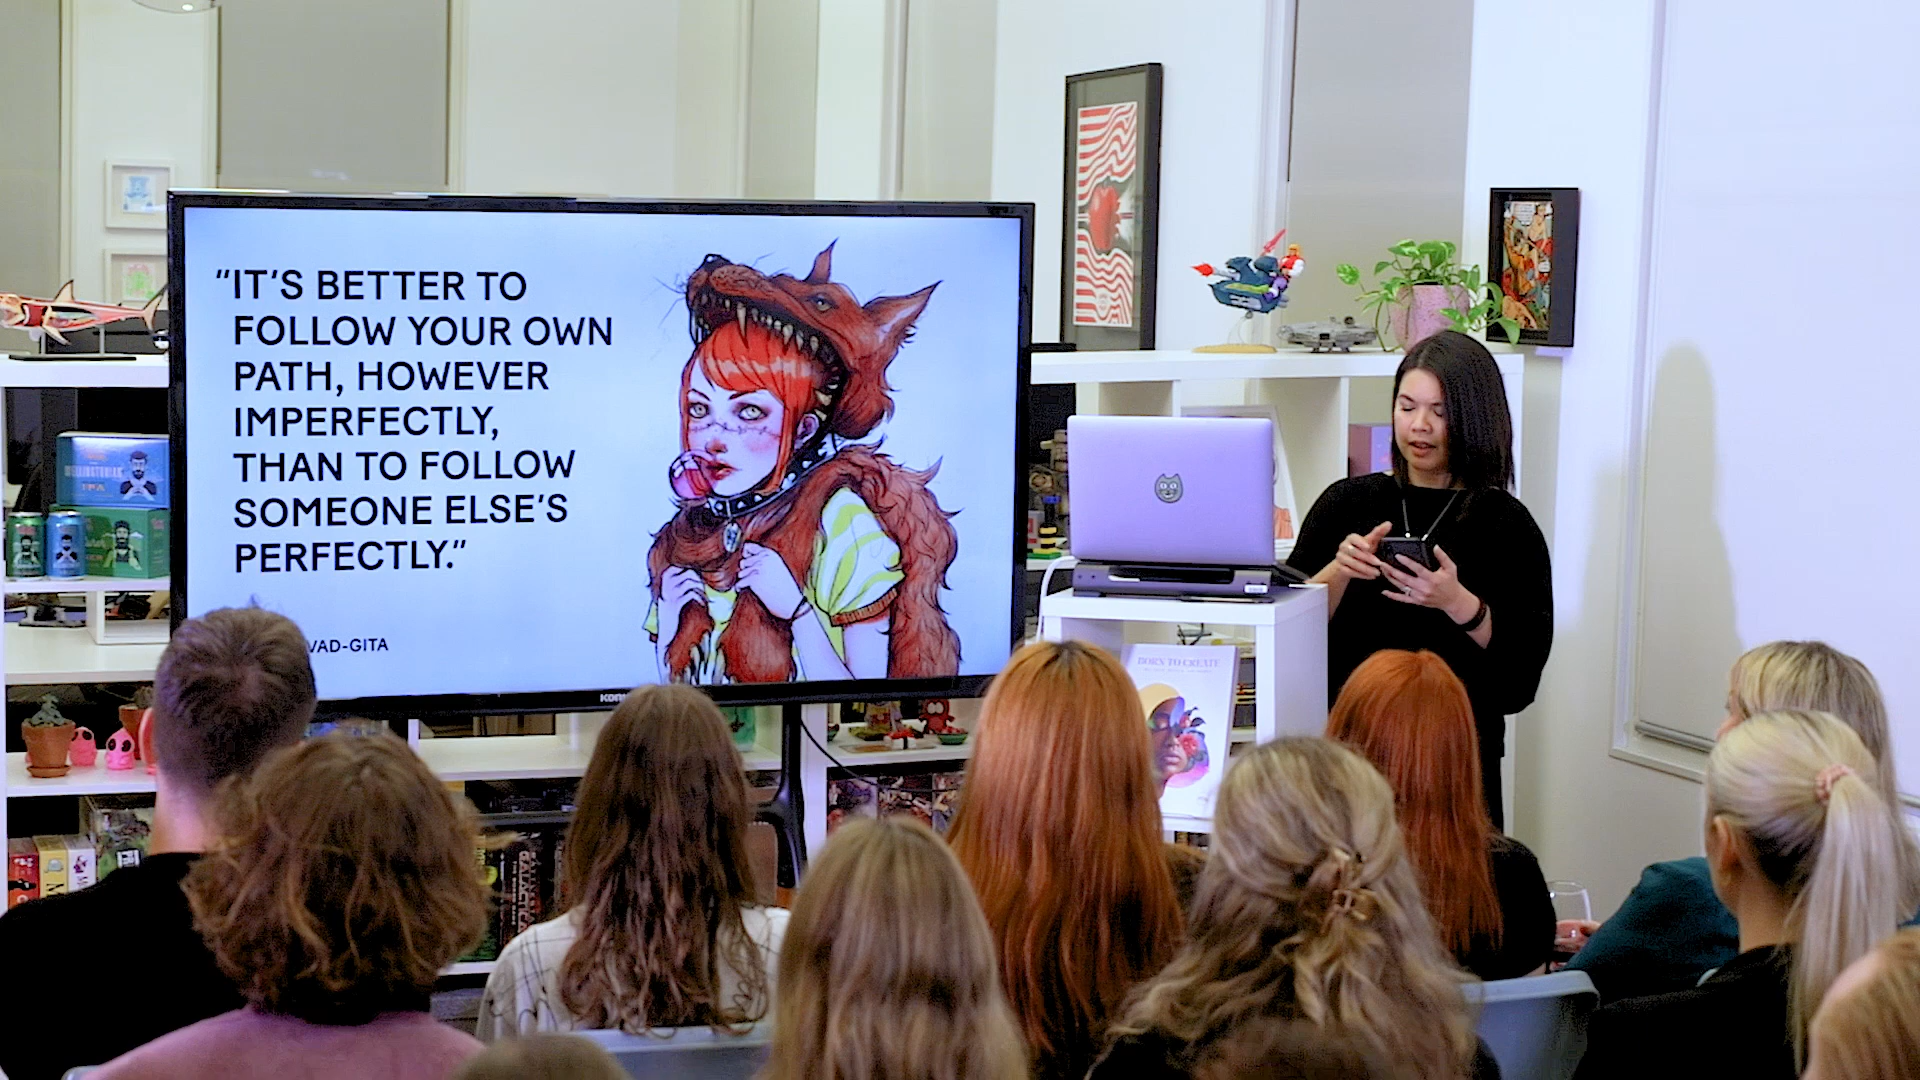 "IT'S BETTER TO
FOLLOW YOUR OWN
PATH, HOWEVER
IMPERFECTLY,
THAN TO FOLLOW
SOMEONE ELSE'S
PERFECTLY."
VAD-GITA
BORN TO CREATE